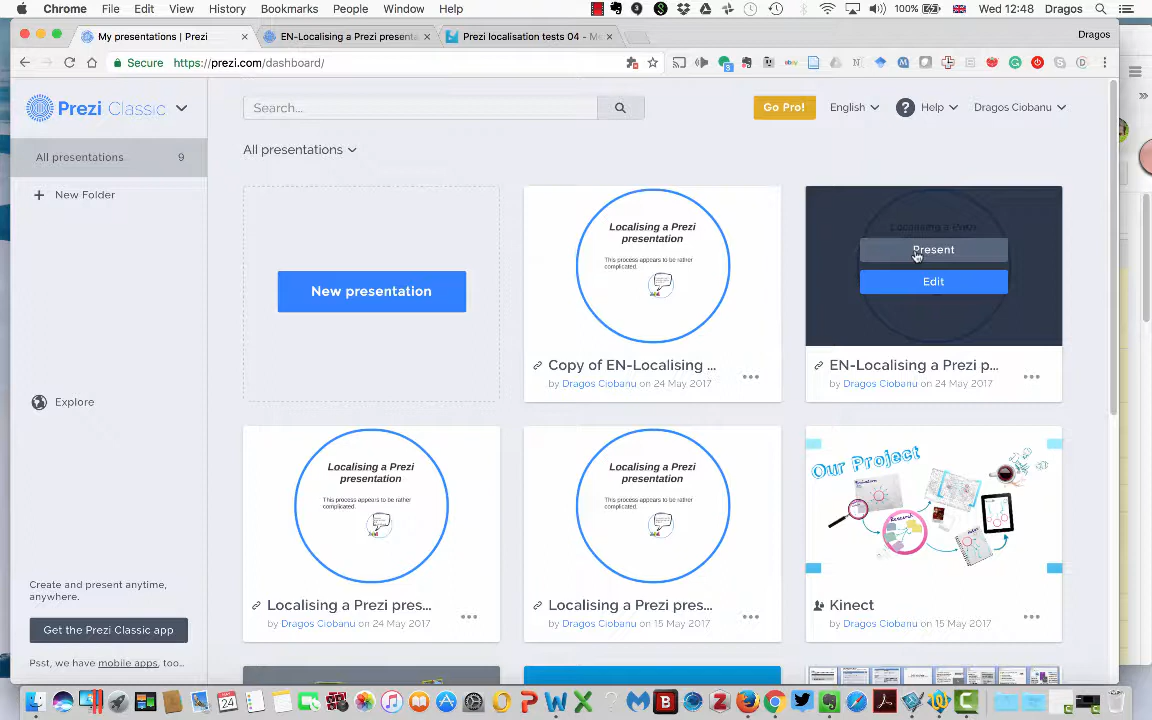 Chrome File Edit View History Bookmarks People Window Help 100% Wed 12:48 Dragos
My presentations | Prezi
EN-Localising a Prezi presenta
Prezi localisation tests 04 - Mo
Dragos
Secure https://prezi.com/dashboard/
Prezi Classic
Search...
Go Pro!
English
? Help
Dragos Ciobanu
All presentations 9
All presentations
+ New Folder
New presentation
Localising a Prezi
presentation
This process appears to be rather
complicated.
Present
Edit
Copy of EN-Localising ...
by Dragos Ciobanu on 24 May 2017
EN-Localising a Prezi p...
by Dragos Ciobanu on 24 May 2017
Explore
Localising a Prezi
presentation
This process appears to be rather
complicated.
Localising a Prezi
presentation
This process appears to be rather
complicated.
Our Project
Research
Localising a Prezi pres...
by Dragos Ciobanu on 24 May 2017
Localising a Prezi pres...
by Dragos Ciobanu on 15 May 2017
Kinect
by Dragos Ciobanu on 15 May 2017
Create and present anytime,
anywhere.
Get the Prezi Classic app
Psst, we have mobile apps, too...